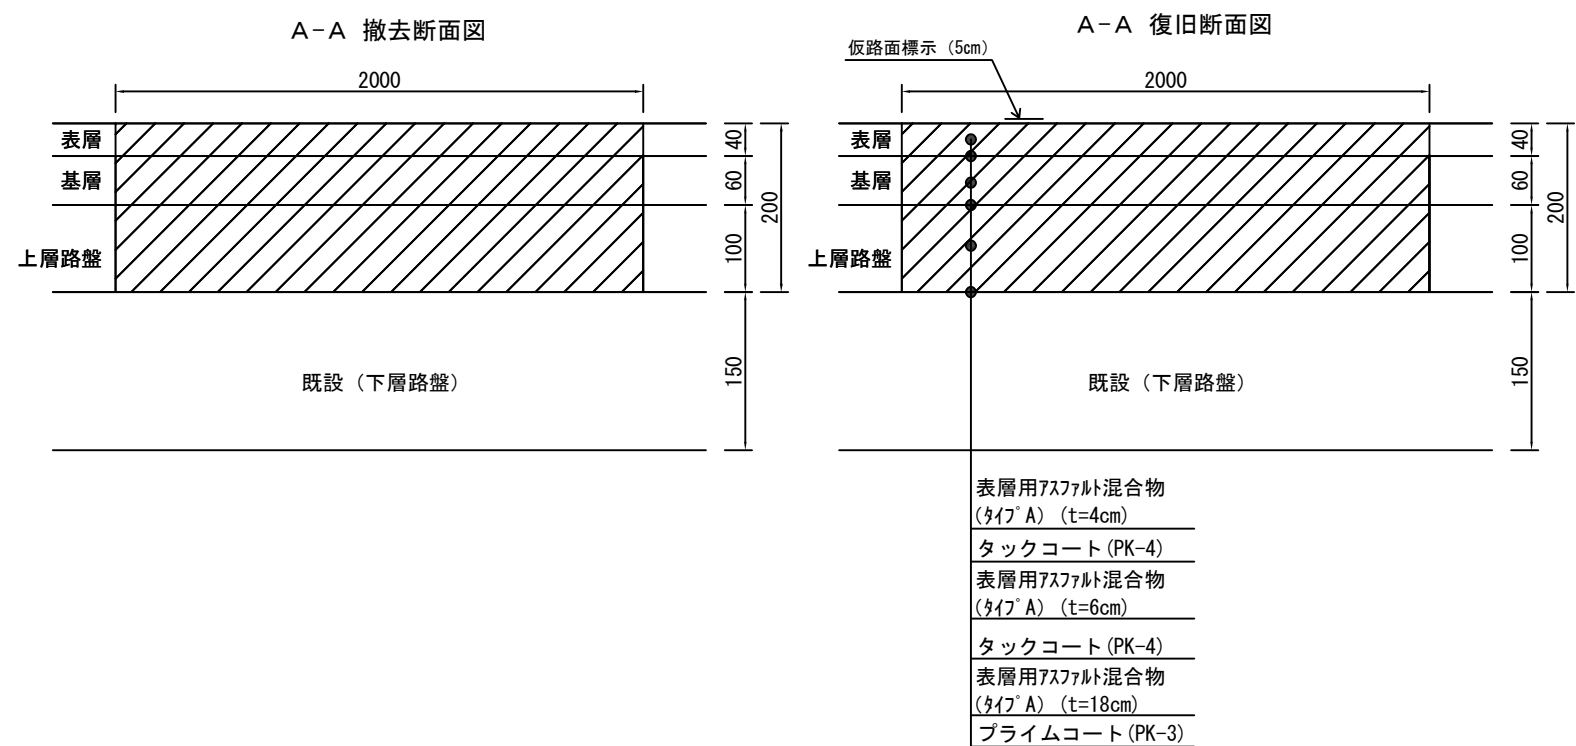 A-A 撤去断面図
2000
表層
基層
上層路盤
40
60
100
200
150
既設（下層路盤）
A-A 復旧断面図
仮路面標示（5cm）
2000
表層
基層
上層路盤
40
60
100
200
150
既設（下層路盤）
表層用ｱｽﾌｧﾙﾄ混合物
(ﾀｲﾌﾟA) (t=4cm)
タックコート(PK-4)
表層用ｱｽﾌｧﾙﾄ混合物
(ﾀｲﾌﾟA) (t=6cm)
タックコート(PK-4)
表層用ｱｽﾌｧﾙﾄ混合物
(ﾀｲﾌﾟA) (t=18cm)
プライムコート(PK-3)